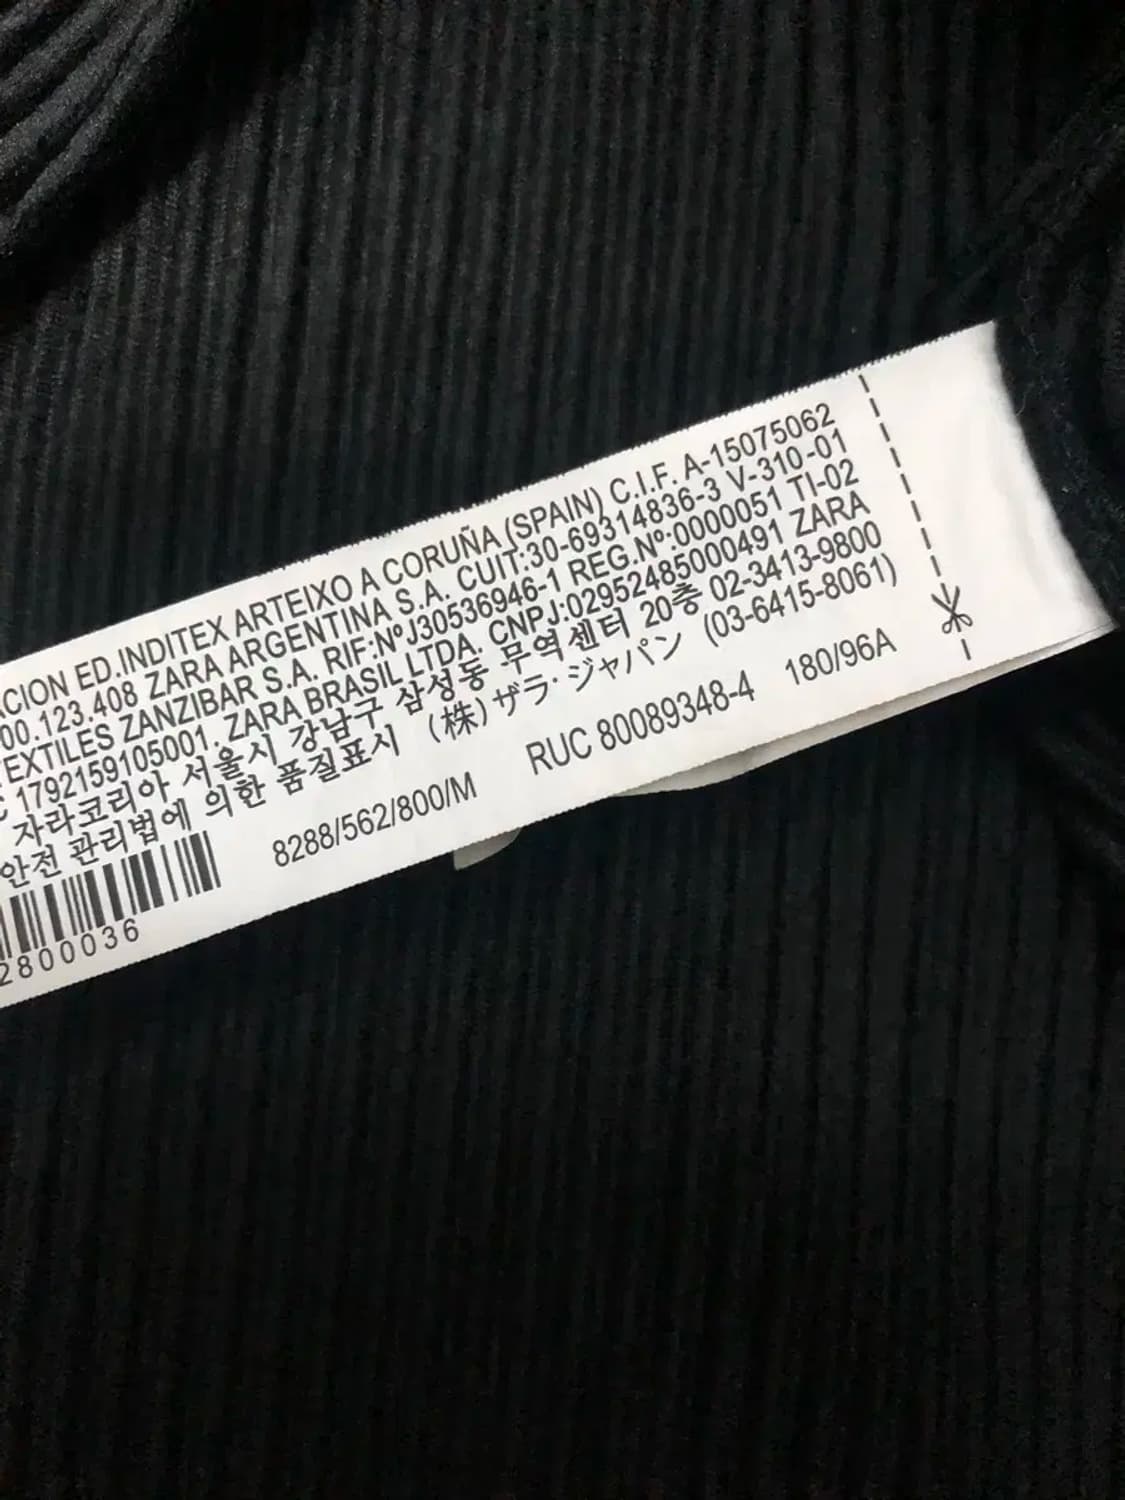 ACION ED.INDITEX ARTEIXO A CORUÑA (SPAIN) C.I.F. A-15075062
00.123.408 ZARA ARGENTINA S.A. CUIT:30-69314836-3 V-310-01
TEXTILES ZANZIBAR S.A. RIF:NºJ30536946-1 REG.Nº:0000051 TI-02
C 1792159105001. ZARA BRASIL LTDA. CNPJ:02952485000491 ZARA
자라코리아 서울시 강남구 삼성동 무역센터 20층 02-3413-9800
안전 관리법에 의한 품질표시 (株)ザラ·ジャパン (03-6415-8061)
8288/562/800/M RUC 80089348-4 180/96A
2800036